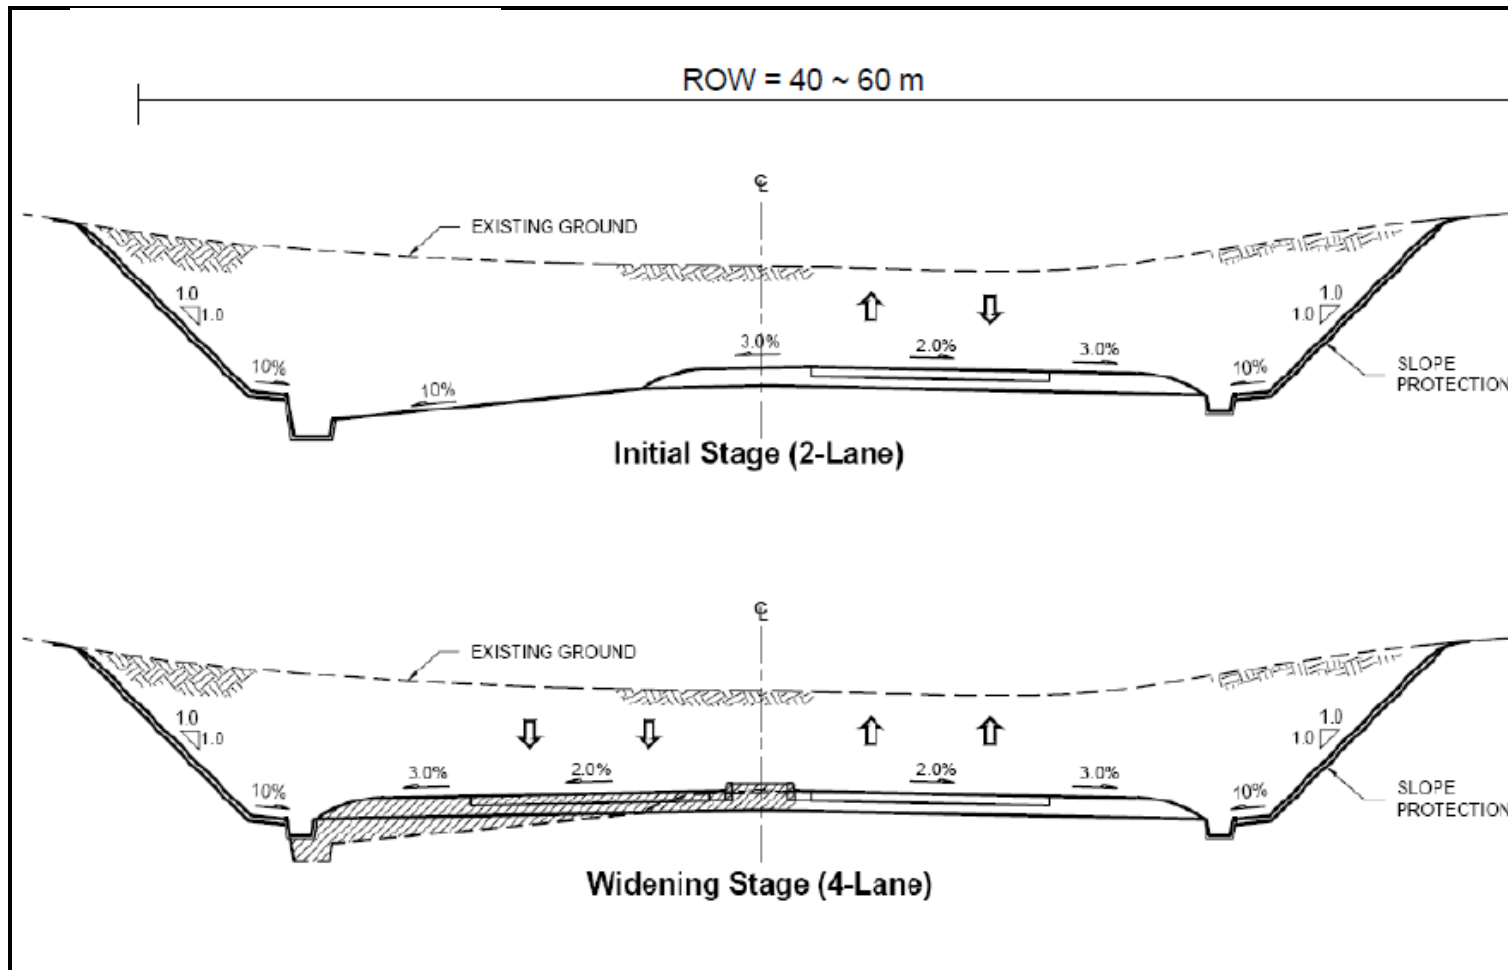 ROW = 40 ~ 60 m
℄
EXISTING GROUND
1.0
1.0
1.0
1.0
3.0%
2.0%
3.0%
10%
10%
10%
SLOPE
PROTECTION
Initial Stage (2-Lane)
℄
EXISTING GROUND
1.0
1.0
1.0
1.0
3.0%
2.0%
2.0%
3.0%
10%
10%
SLOPE
PROTECTION
Widening Stage (4-Lane)